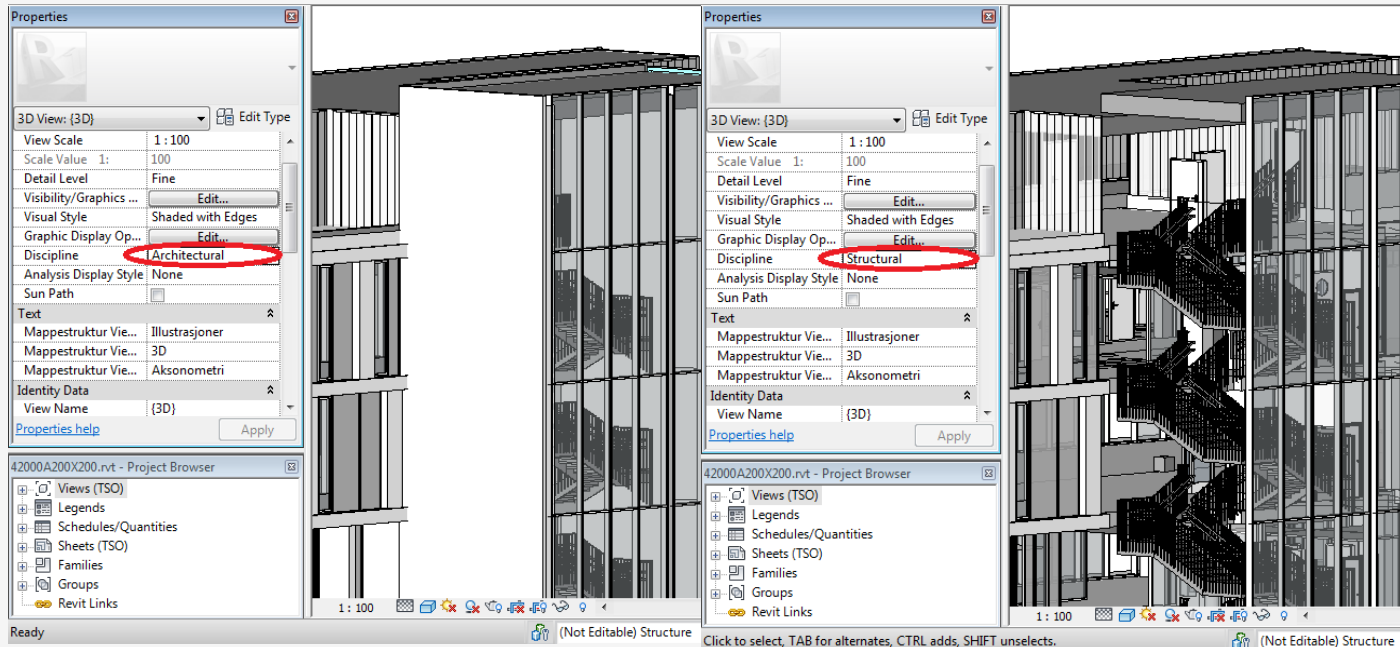 Properties
3D View: {3D}
Edit Type
View Scale 1 : 100
Scale Value 1: 100
Detail Level Fine
Visibility/Graphics ... Edit...
Visual Style Shaded with Edges
Graphic Display Op... Edit...
Discipline Architectural
Analysis Display Style None
Sun Path
Text
Mappestruktur Vie... Illustrasjoner
Mappestruktur Vie... 3D
Mappestruktur Vie... Aksonometri
Identity Data
View Name {3D}
Properties help Apply
42000A200X200.rvt - Project Browser
Views (TSO)
Legends
Schedules/Quantities
Sheets (TSO)
Families
Groups
Revit Links
1 : 100
Ready
(Not Editable) Structure
Properties
3D View: {3D}
Edit Type
View Scale 1 : 100
Scale Value 1: 100
Detail Level Fine
Visibility/Graphics ... Edit...
Visual Style Shaded with Edges
Graphic Display Op... Edit...
Discipline Structural
Analysis Display Style None
Sun Path
Text
Mappestruktur Vie... Illustrasjoner
Mappestruktur Vie... 3D
Mappestruktur Vie... Aksonometri
Identity Data
View Name {3D}
Properties help Apply
42000A200X200.rvt - Project Browser
Views (TSO)
Legends
Schedules/Quantities
Sheets (TSO)
Families
Groups
Revit Links
1 : 100
Click to select, TAB for alternates, CTRL adds, SHIFT unselects.
(Not Editable) Structure